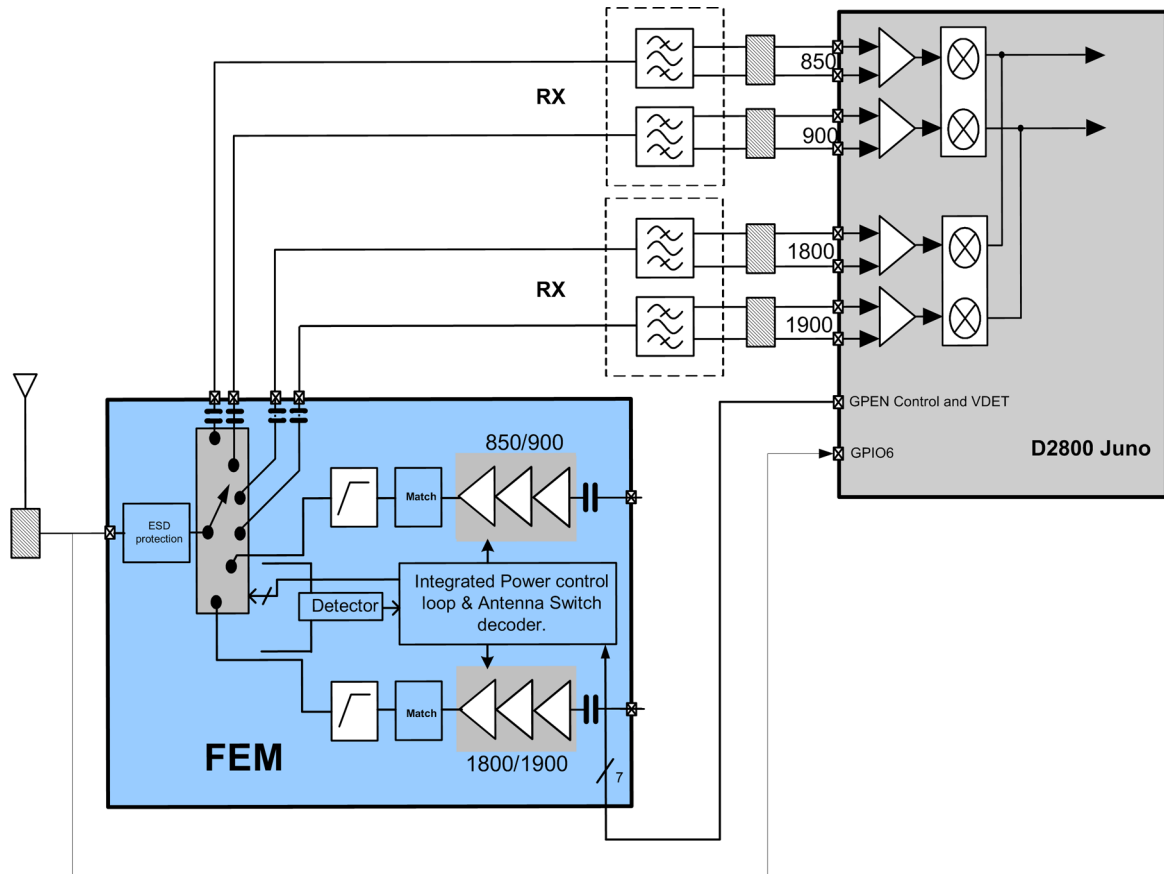 850
RX
900
1800
RX
1900
GPEN Control and VDET
D2800 Juno
GPIO6
850/900
Match
ESD
protection
Integrated Power control
loop & Antenna Switch
decoder.
Detector
Match
FEM
1800/1900
7